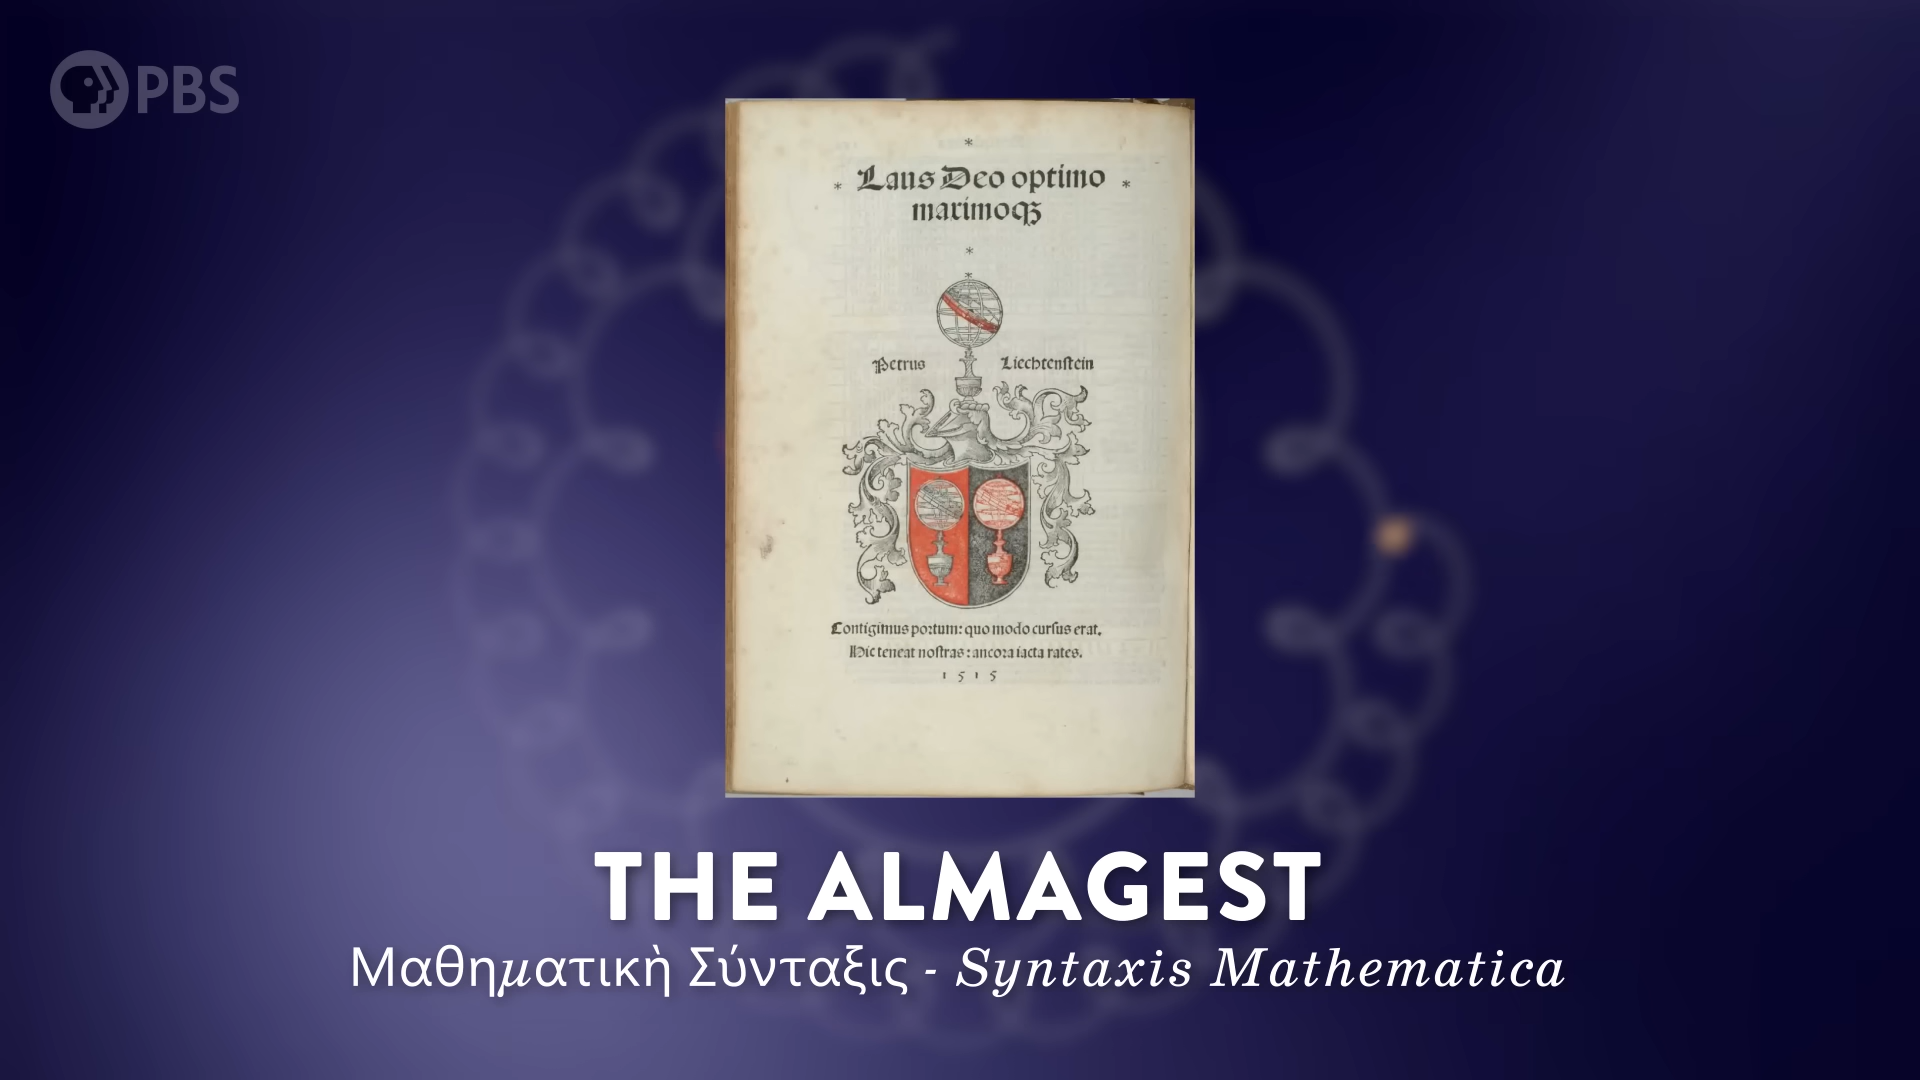 PBS
Laus Deo optimo
maximoqꝫ
Petrus Liechtenstein
Contigimus portum: quo modo cursus erat.
Hic teneat nostras: ancora iacta rates.
1515
THE ALMAGEST
Μαθηματικὴ Σύνταξις - Syntaxis Mathematica